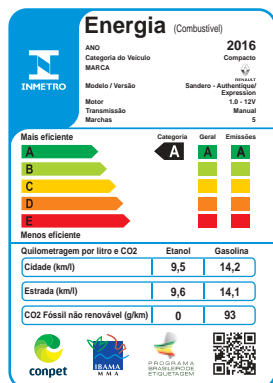 Energia (Combustível)
INMETRO
ANO 2016
Categoria do Veículo Compacto
MARCA RENAULT
Modelo / Versão Sandero - Authentique/
Expression
Motor 1.0 - 12V
Transmissão Manual
Marchas 5
Mais eficiente Categoria Geral Emissões
A A A A
B
C
D
E
Menos eficiente
Quilometragem por litro e CO2 Etanol Gasolina
Cidade (km/l) 9,5 14,2
Estrada (km/l) 9,6 14,1
CO2 Fóssil não renovável (g/km) 0 93
conpet
IBAMA
M M A
PROGRAMA
BRASILEIRO DE
ETIQUETAGEM